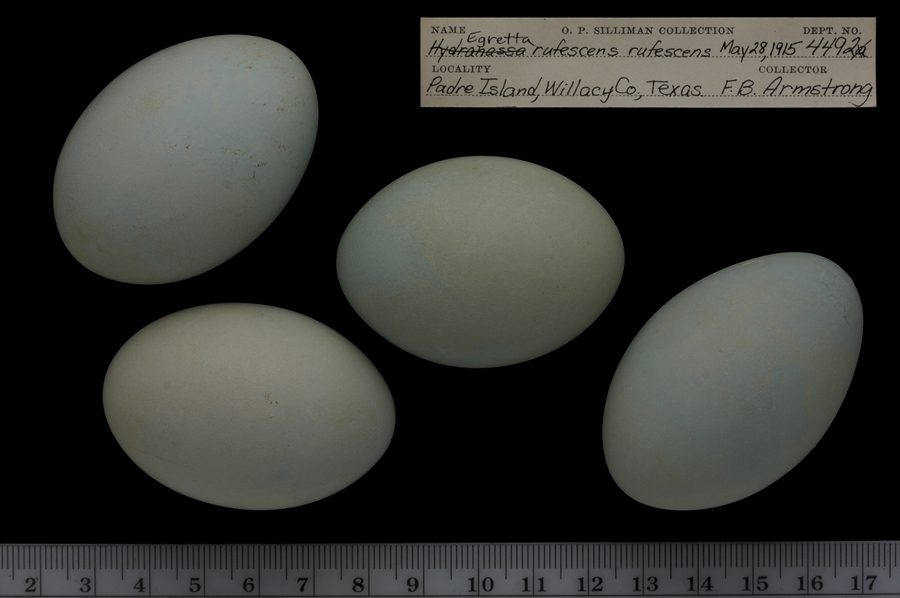 NAME O. P. SILLIMAN COLLECTION DEPT. NO.
Egretta
Hydranassa rufescens rufescens May 28, 1915
LOCALITY COLLECTOR
Padre Island, Willacy Co., Texas. F.B. Armstrong
2 3 4 5 6 7 8 9 10 11 12 13 14 15 16 17